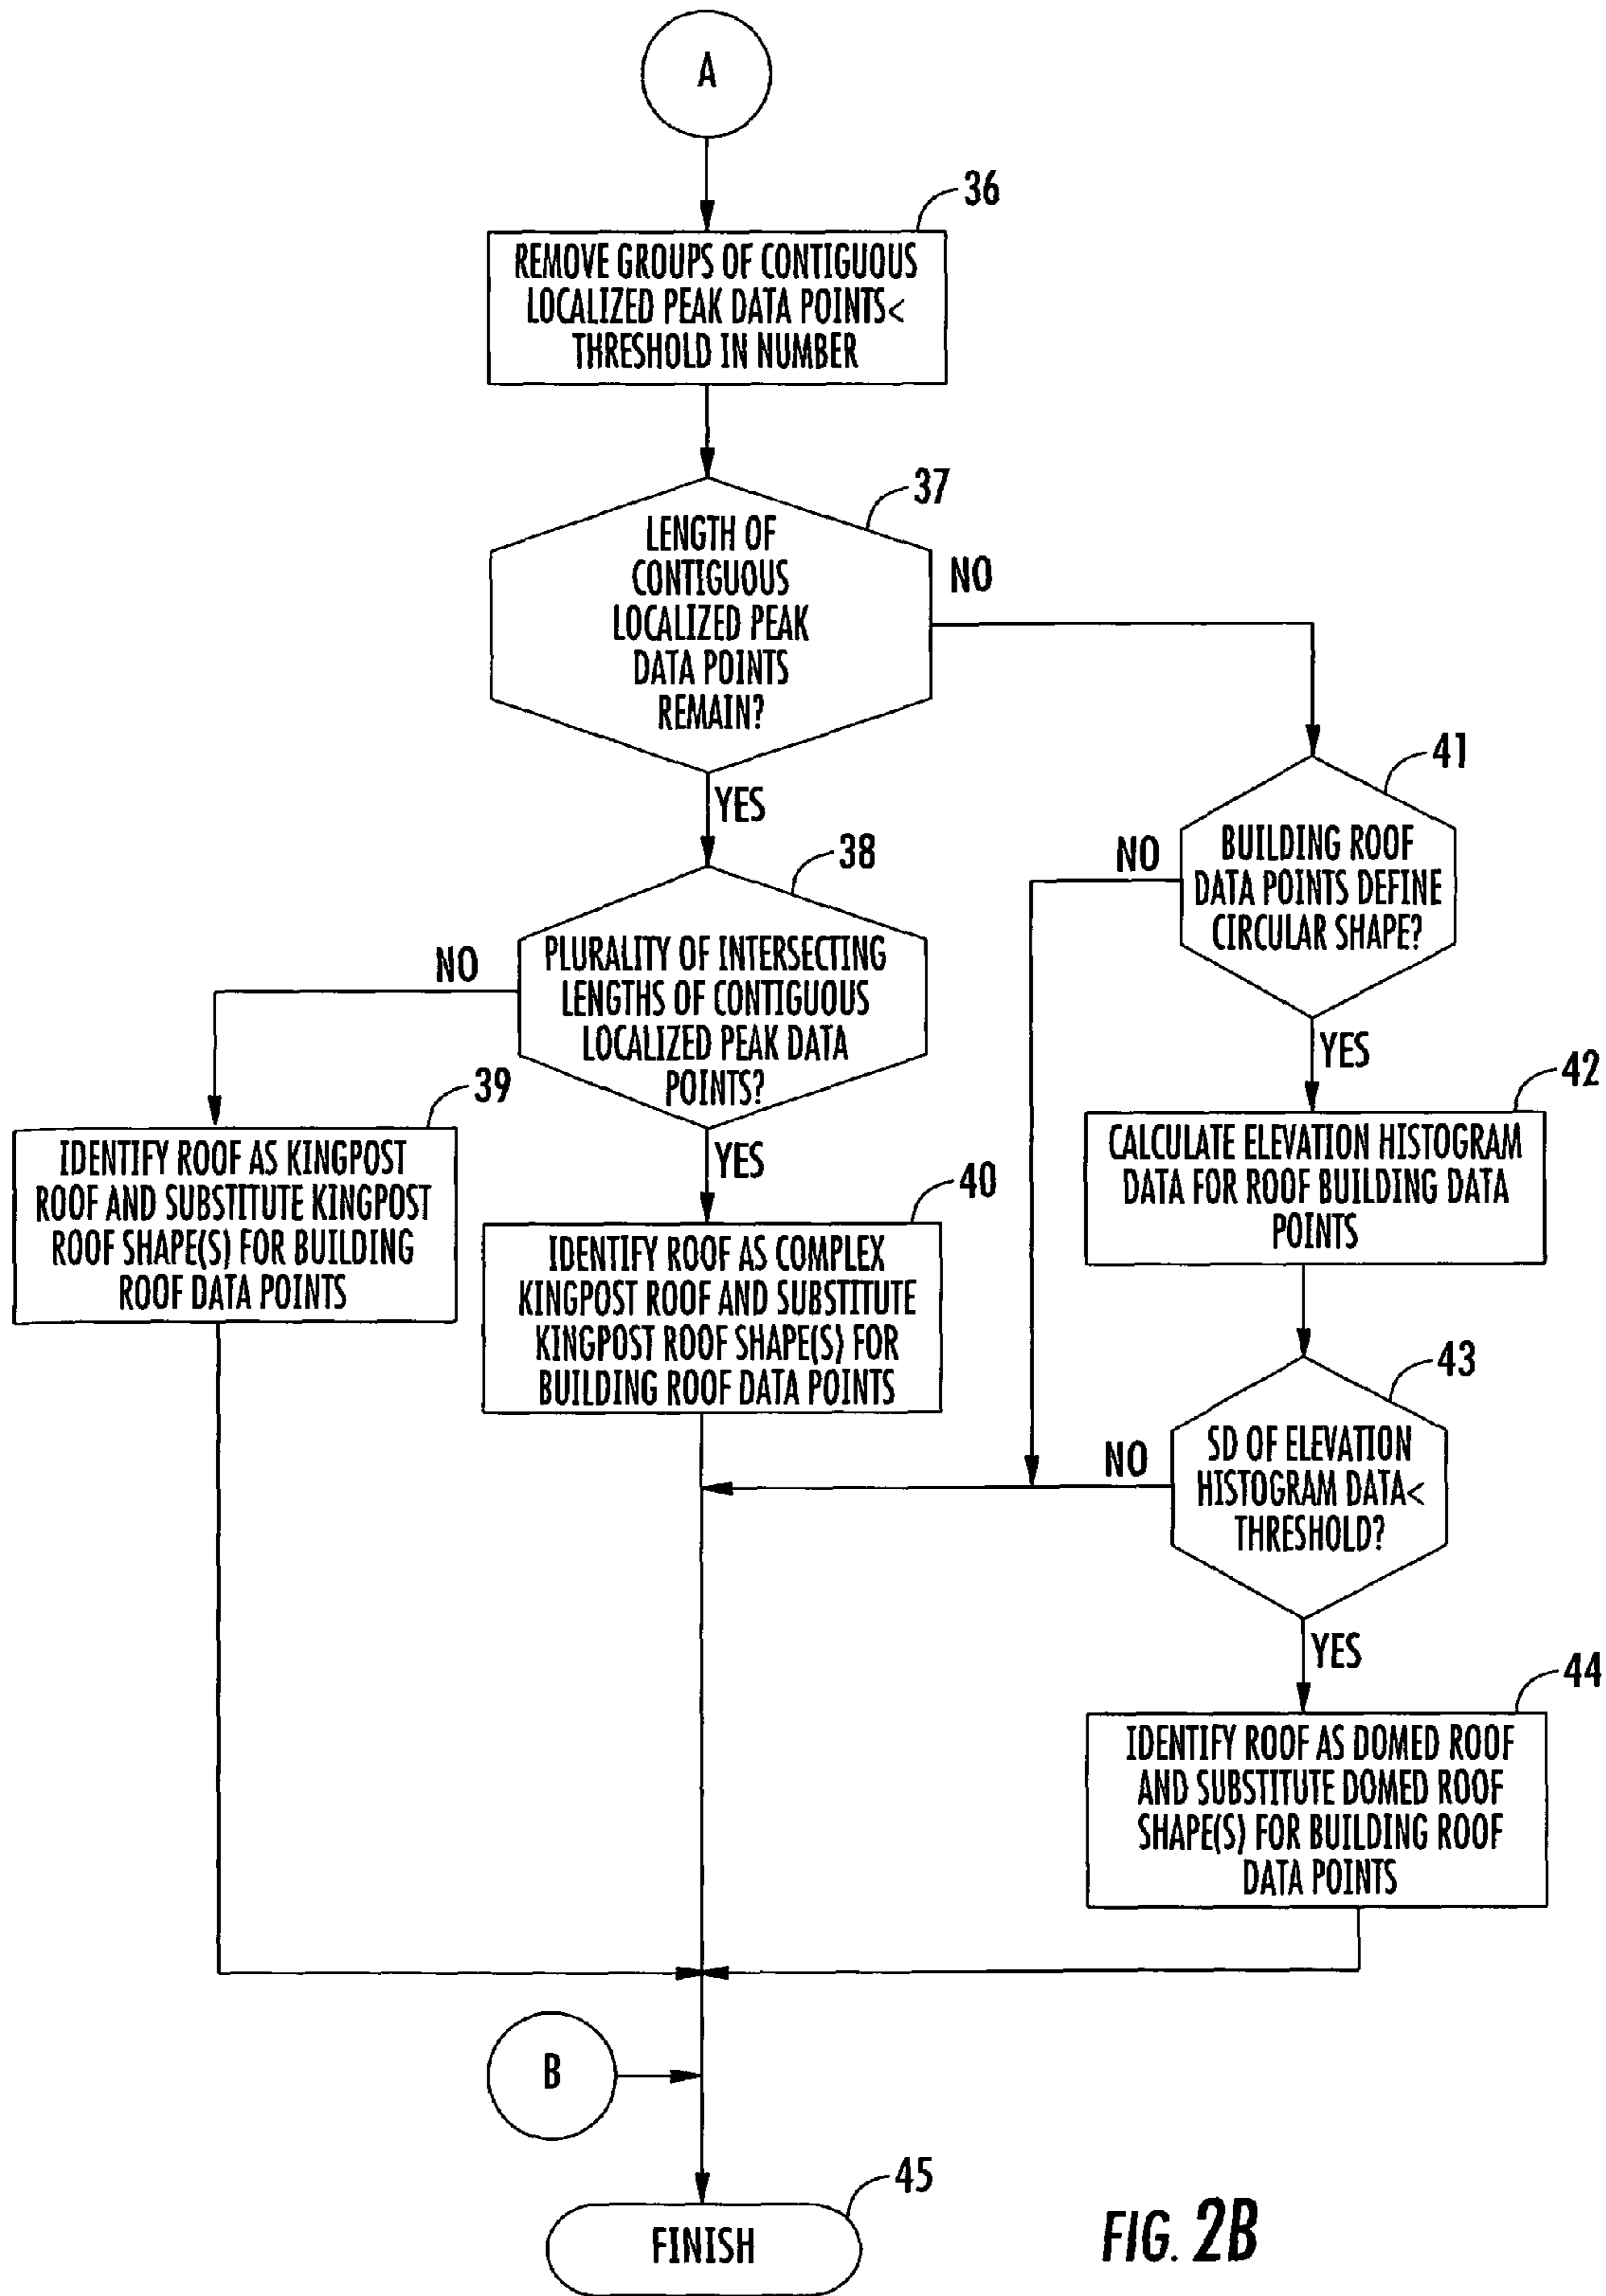 A
36
REMOVE GROUPS OF CONTIGUOUS
LOCALIZED PEAK DATA POINTS<
THRESHOLD IN NUMBER
37
LENGTH OF
CONTIGUOUS
LOCALIZED PEAK
DATA POINTS
REMAIN?
NO
YES
38
PLURALITY OF INTERSECTING
LENGTHS OF CONTIGUOUS
LOCALIZED PEAK DATA
POINTS?
NO
YES
39
IDENTIFY ROOF AS KINGPOST
ROOF AND SUBSTITUTE KINGPOST
ROOF SHAPE(S) FOR BUILDING
ROOF DATA POINTS
40
IDENTIFY ROOF AS COMPLEX
KINGPOST ROOF AND SUBSTITUTE
KINGPOST ROOF SHAPE(S) FOR
BUILDING ROOF DATA POINTS
41
BUILDING ROOF
DATA POINTS DEFINE
CIRCULAR SHAPE?
NO
YES
42
CALCULATE ELEVATION HISTOGRAM
DATA FOR ROOF BUILDING DATA
POINTS
43
SD OF ELEVATION
HISTOGRAM DATA<
THRESHOLD?
NO
YES
44
IDENTIFY ROOF AS DOMED ROOF
AND SUBSTITUTE DOMED ROOF
SHAPE(S) FOR BUILDING ROOF
DATA POINTS
B
45
FINISH
FIG. 2B